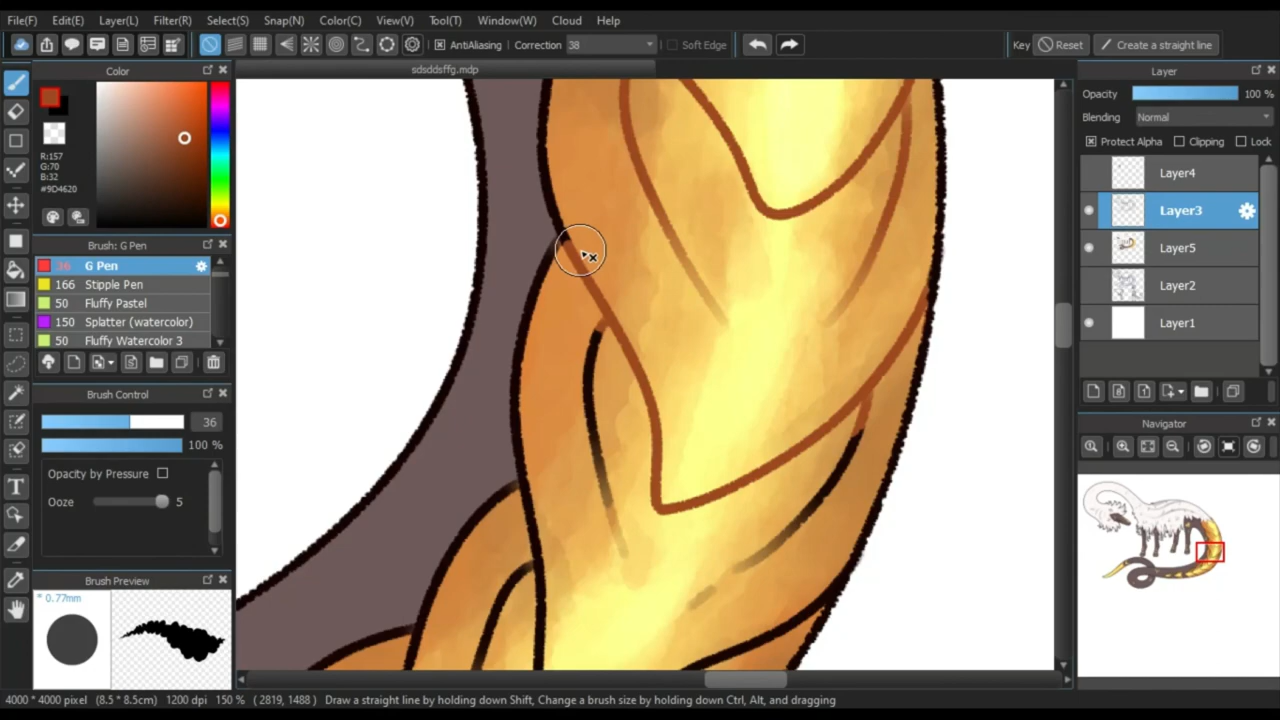 File(F) Edit(E) Layer(L) Filter(R) Select(S) Snap(N) Color(C) View(V) Tool(T) Window(W) Cloud Help
AntiAliasing Correction 38 Soft Edge Key Reset Create a straight line
sdsddsffg.mdp
Color
R:157
G:70
B:32
#9D4620
Brush: G Pen
36 G Pen
166 Stipple Pen
50 Fluffy Pastel
150 Splatter (watercolor)
50 Fluffy Watercolor 3
Brush Control
36
100 %
Opacity by Pressure
Ooze 5
Brush Preview
* 0.77mm
Layer
Opacity 100 %
Blending Normal
Protect Alpha Clipping Lock
Layer4
Layer3
Layer5
Layer2
Layer1
Navigator
4000 * 4000 pixel (8.5 * 8.5cm) 1200 dpi 150 % ( 2819, 1488 ) Draw a straight line by holding down Shift, Change a brush size by holding down Ctrl, Alt, and dragging